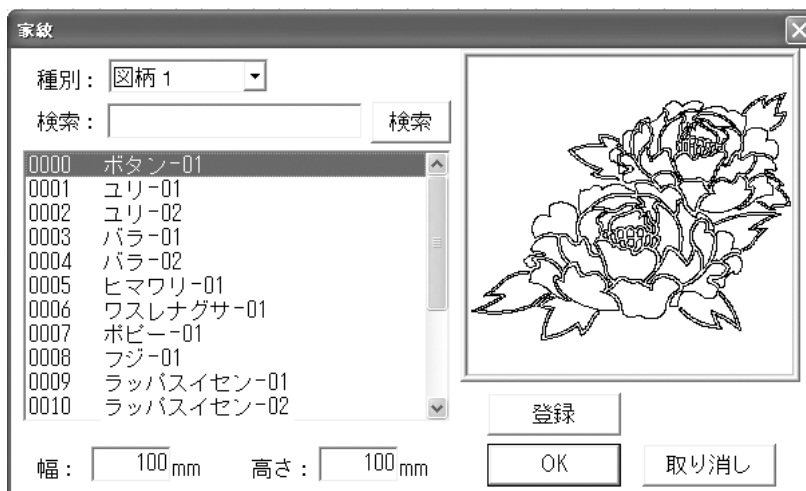 家紋
種別： 図柄 1
検索： 検索
0000 ボタン-01
0001 ユリ-01
0002 ユリ-02
0003 バラ-01
0004 バラ-02
0005 ヒマワリ-01
0006 ワスレナグサ-01
0007 ポピー-01
0008 フジ-01
0009 ラッパスイセン-01
0010 ラッパスイセン-02
登録
幅： 100 mm 高さ： 100 mm OK 取り消し